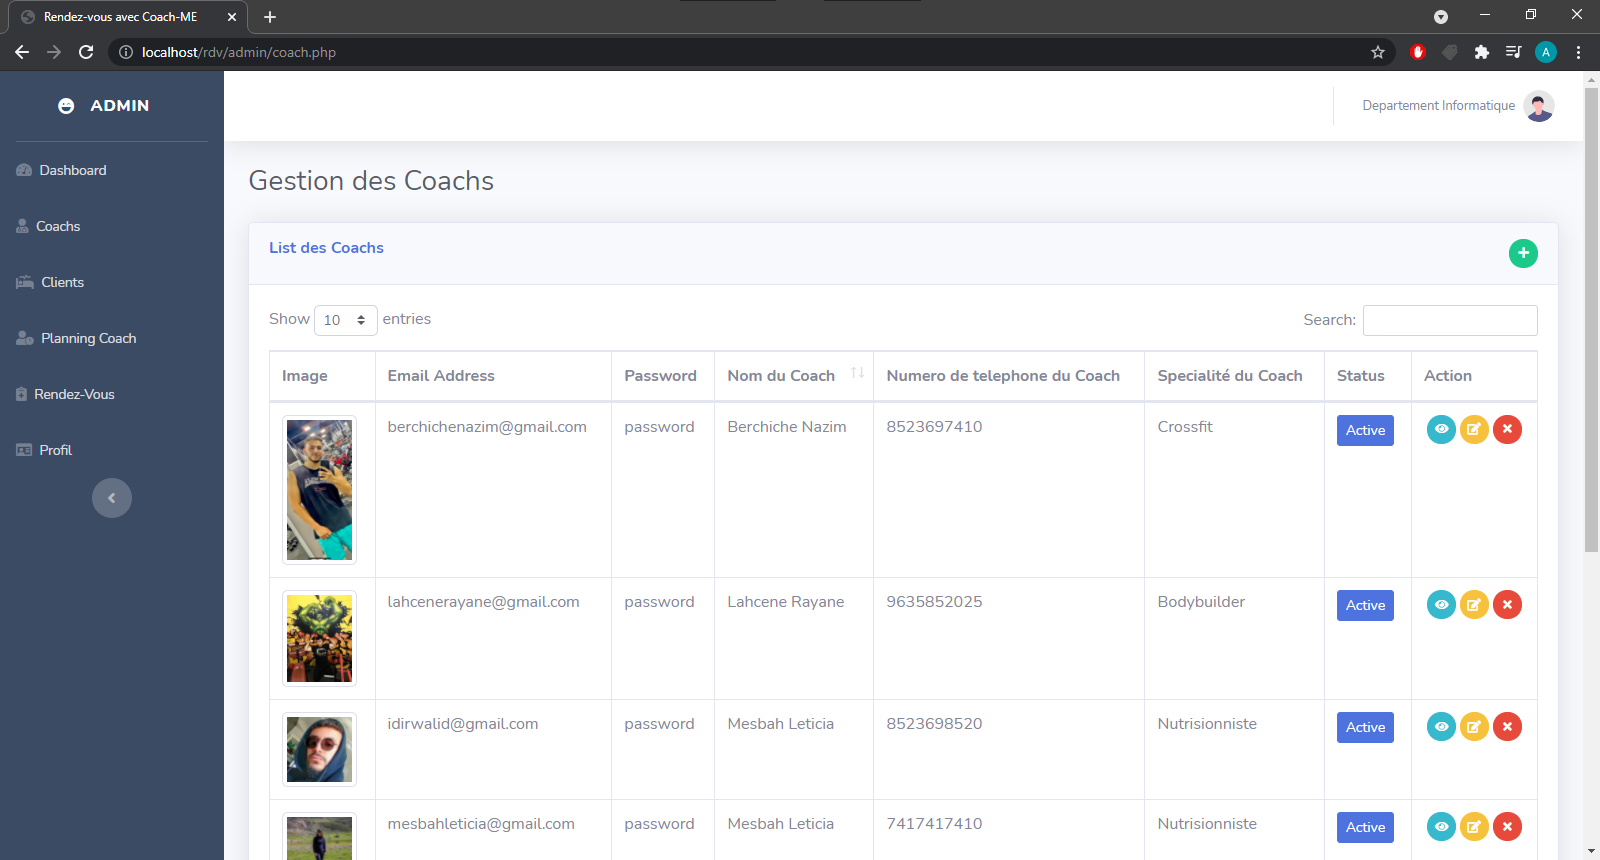 Rendez-vous avec Coach-ME
localhost/rdv/admin/coach.php
A
ADMIN
Departement Informatique
Dashboard
Coachs
Clients
Planning Coach
Rendez-Vous
Profil
Gestion des Coachs
List des Coachs
Show 10 entries
Search:
Image Email Address Password Nom du Coach Numero de telephone du Coach Specialité du Coach Status Action
berchichenazim@gmail.com password Berchiche Nazim 8523697410 Crossfit Active
lahcenerayane@gmail.com password Lahcene Rayane 9635852025 Bodybuilder Active
idirwalid@gmail.com password Mesbah Leticia 8523698520 Nutrisionniste Active
mesbahleticia@gmail.com password Mesbah Leticia 7417417410 Nutrisionniste Active